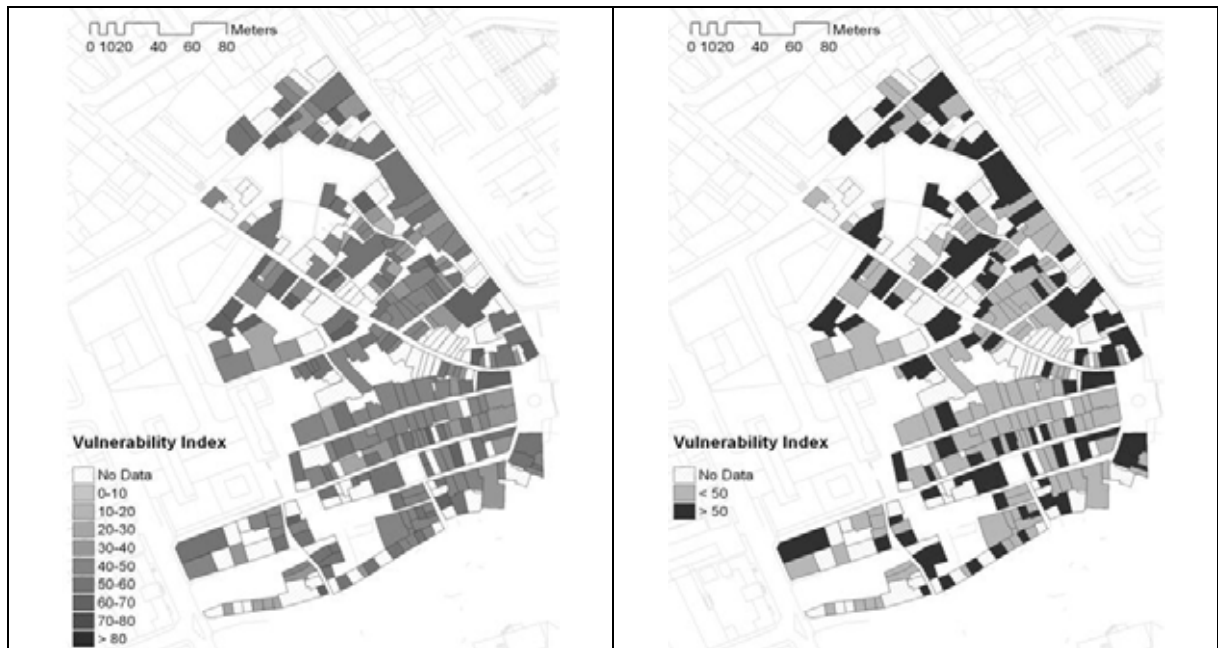 Meters
0 1020 40 60 80
Vulnerability Index
No Data
0-10
10-20
20-30
30-40
40-50
50-60
60-70
70-80
> 80
Meters
0 1020 40 60 80
Vulnerability Index
No Data
< 50
> 50